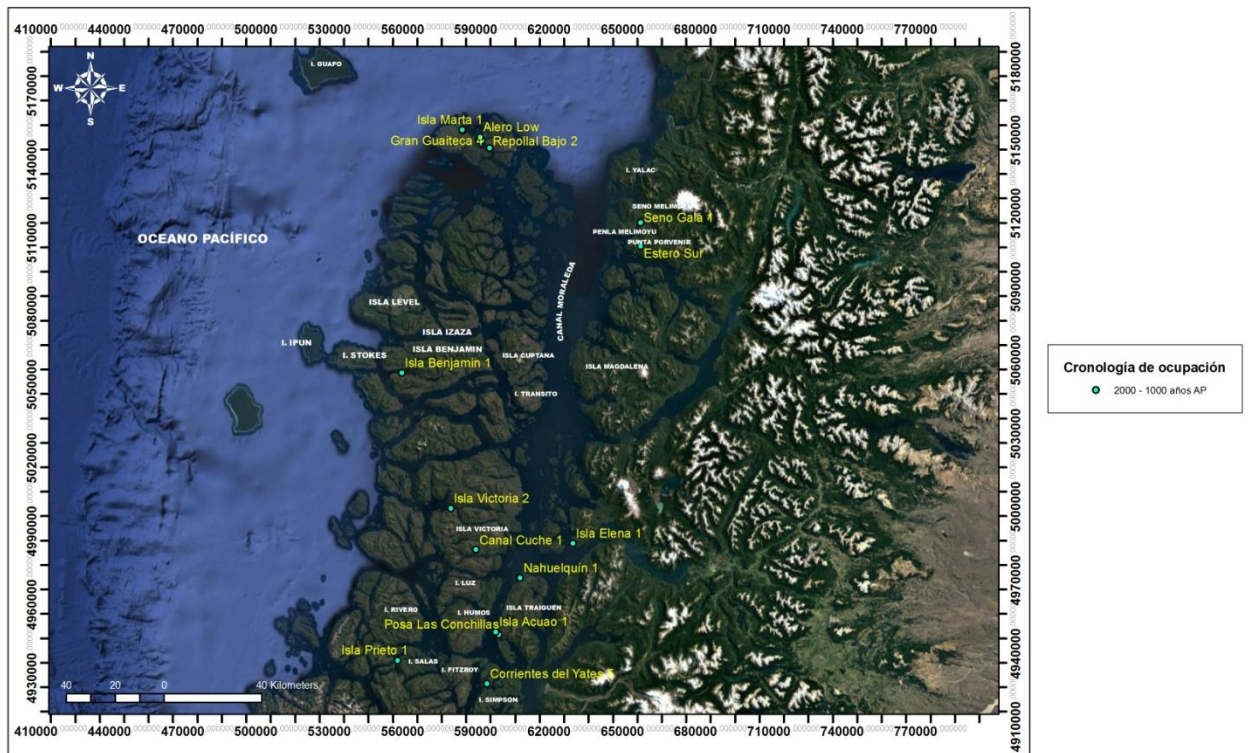 410000 440000 470000 500000 530000 560000 590000 620000 650000 680000 710000 740000 770000
N
W E
S
I. GUAFO
5180000
5170000
Isla Marta 1
Alero Low
Gran Guaiteca 4
Repollal Bajo 2
5150000
5140000
I. YALAC
SENO MELIMOYU
Seno Gala 1
5120000
PENLA MELIMOYU
OCEANO PACÍFICO
PUNTA PORVENIR
Estero Sur
5110000
CANAL MORALEDA
5090000
ISLA LEVEL
5080000
ISLA IZAZA
I. IPUN
I. STOKES
ISLA BENJAMIN
ISLA CUPTANA
Isla Benjamin 1
ISLA MAGDALENA
5060000
5050000
I. TRANSITO
5030000
5020000
Isla Victoria 2
5000000
ISLA VICTORIA
Isla Elena 1
Canal Cuche 1
4990000
Nahuelquín 1
I. LUZ
4970000
4960000
I. RIVERO
I. HUMOS
ISLA TRAIGUÉN
Posa Las Conchillas
Isla Acuao 1
Isla Prieto 1
I. SALAS
I. FITZROY
4940000
4930000
Corrientes del Yates 5
I. SIMPSON
40 20 0 40 Kilometers
4910000
410000 440000 470000 500000 530000 560000 590000 620000 650000 680000 710000 740000 770000
Cronología de ocupación
2000 - 1000 años AP